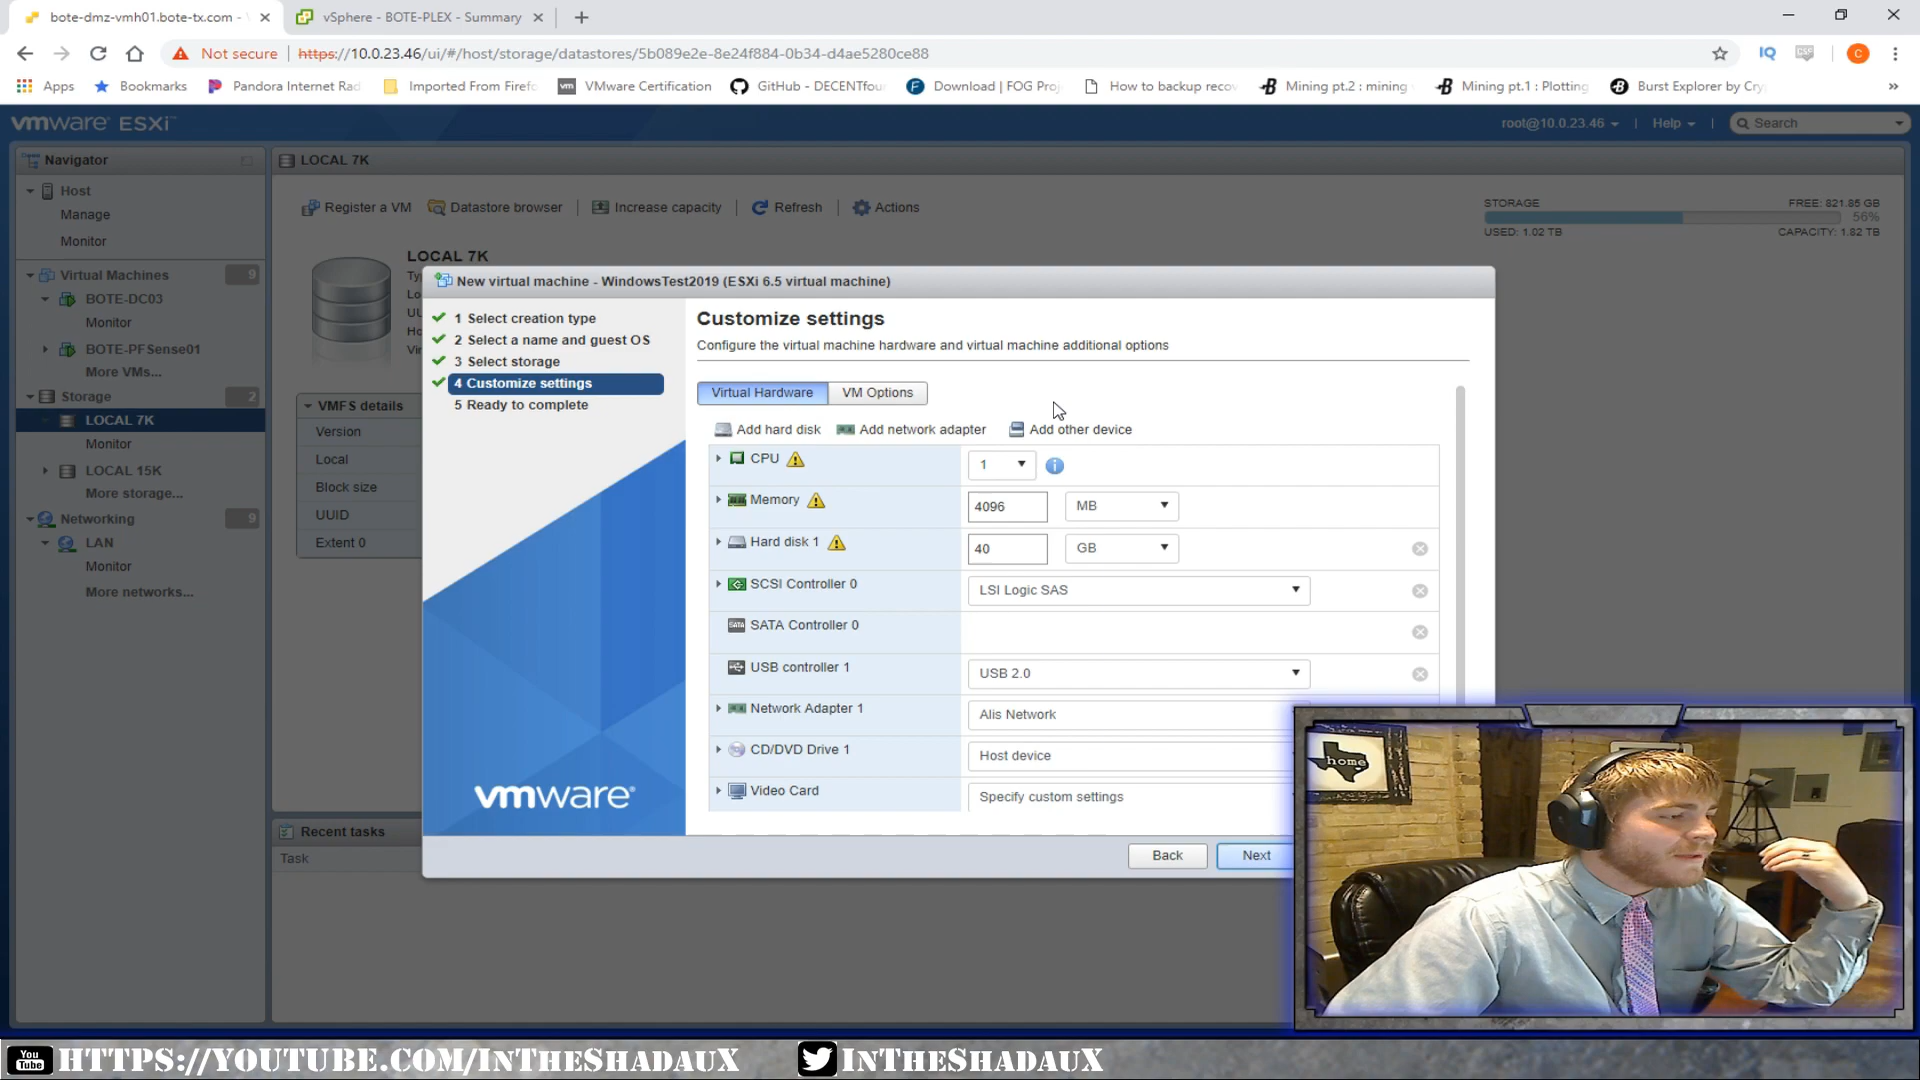 bote-dmz-vmh01.bote-tx.com -
vSphere - BOTE-PLEX - Summary
Not secure
https://10.0.23.46/ui/#/host/storage/datastores/5b089e2e-8e24f884-0b34-d4ae5280ce88
IQ
C
Apps
Bookmarks
Pandora Internet Rad
Imported From Firefo
vm
VMware Certification
GitHub - DECENTfour
Download | FOG Proj
How to backup recov
Mining pt.2 : mining
Mining pt.1 : Plotting
Burst Explorer by Cry
vmware ESXi™
root@10.0.23.46
Help
Search
Navigator
LOCAL 7K
Host
Manage
Monitor
Virtual Machines
9
BOTE-DC03
Monitor
BOTE-PFSense01
More VMs...
Storage
2
LOCAL 7K
Monitor
LOCAL 15K
More storage...
Networking
9
LAN
Monitor
More networks...
Register a VM
Datastore browser
Increase capacity
Refresh
Actions
STORAGE
FREE: 821.85 GB
56%
USED: 1.02 TB
CAPACITY: 1.82 TB
LOCAL 7K
VMFS details
Version
Local
Block size
UUID
Extent 0
Recent tasks
Task
New virtual machine - WindowsTest2019 (ESXi 6.5 virtual machine)
1 Select creation type
2 Select a name and guest OS
3 Select storage
4 Customize settings
5 Ready to complete
vmware®
Customize settings
Configure the virtual machine hardware and virtual machine additional options
Virtual Hardware
VM Options
Add hard disk
Add network adapter
Add other device
CPU
1
Memory
4096
MB
Hard disk 1
40
GB
SCSI Controller 0
LSI Logic SAS
SATA Controller 0
USB controller 1
USB 2.0
Network Adapter 1
Alis Network
CD/DVD Drive 1
Host device
Video Card
Specify custom settings
Back
Next
home
You
Tube
HTTPS://YOUTUBE.COM/INTHESHADAUX
INTHESHADAUX